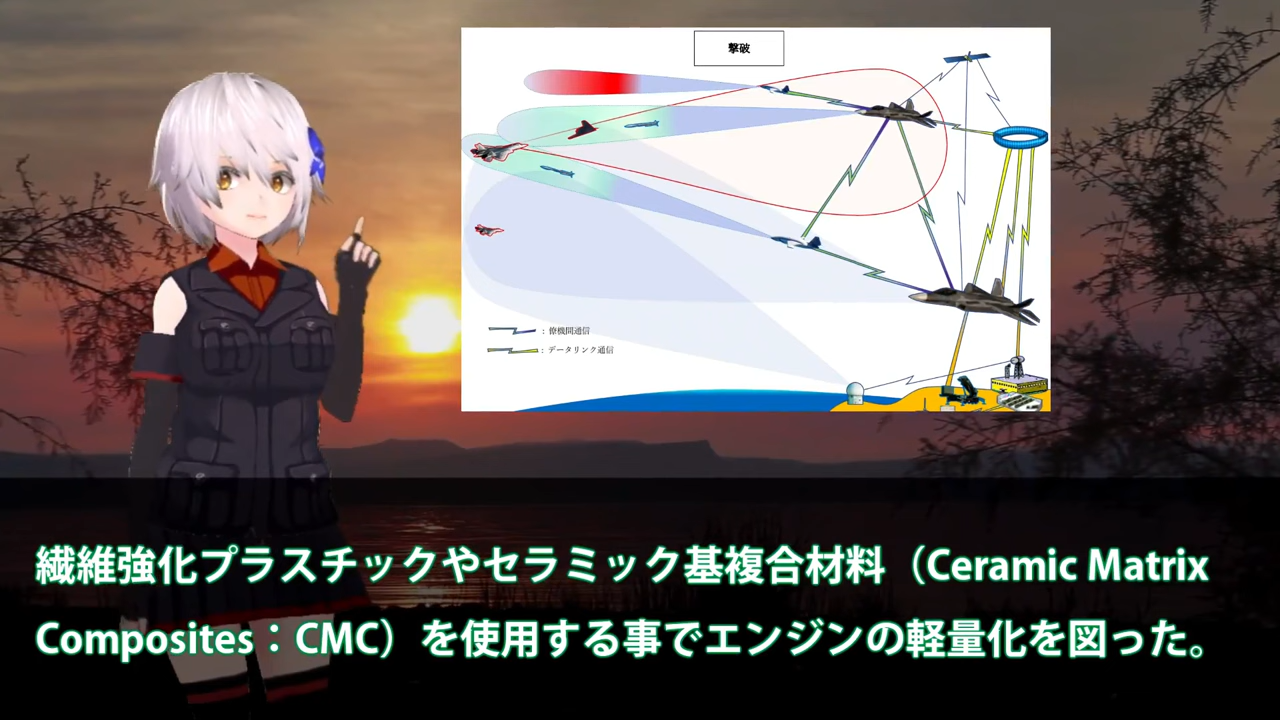 撃破
：僚機間通信
：データリンク通信
繊維強化プラスチックやセラミック基複合材料（Ceramic Matrix
Composites：CMC）を使用する事でエンジンの軽量化を図った。